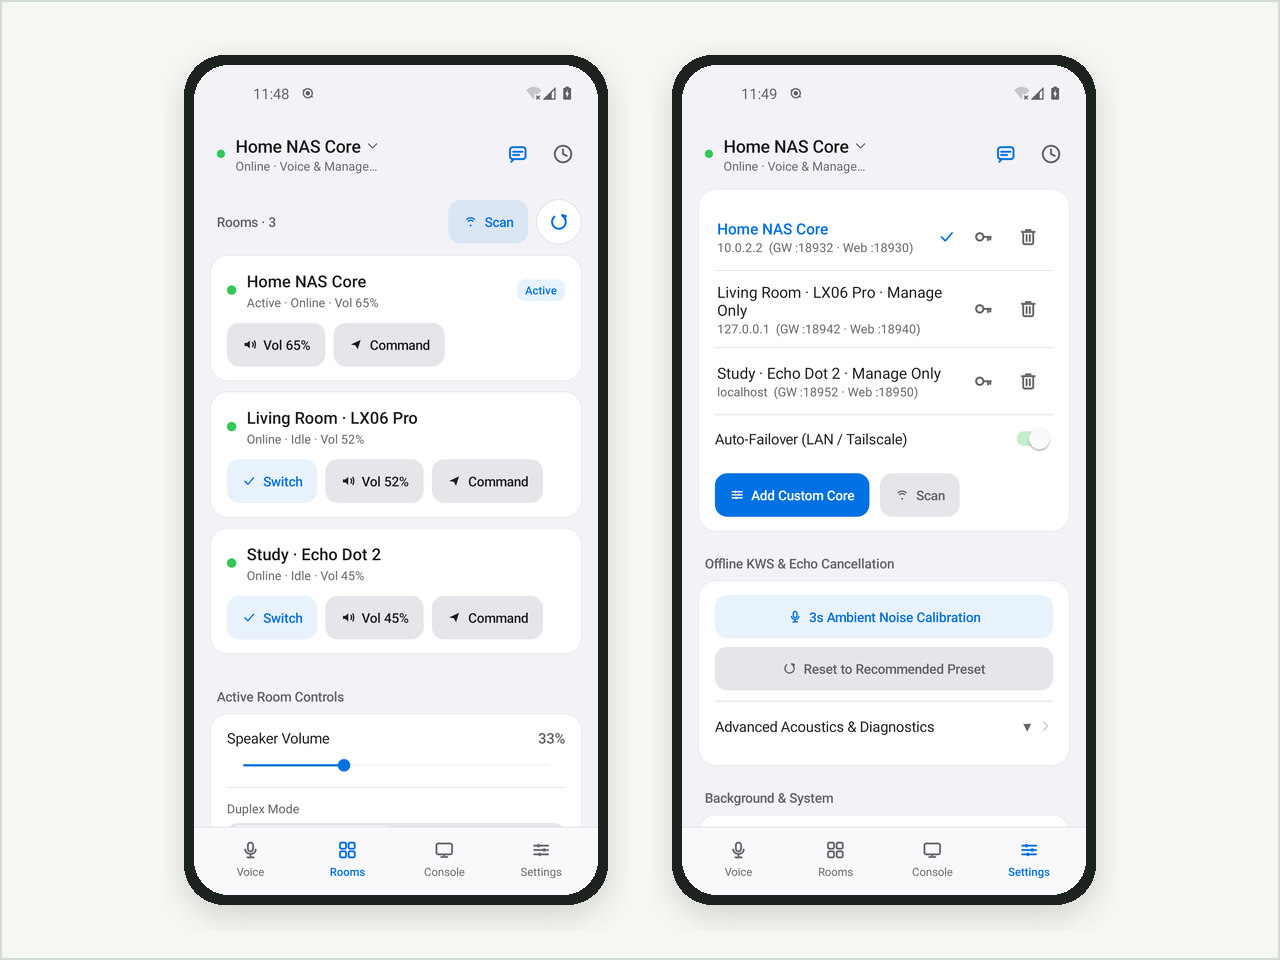 11:48
Home NAS Core
Online · Voice & Manage...
Rooms · 3
Scan
Home NAS Core
Active · Online · Vol 65%
Active
Vol 65%
Command
Living Room · LX06 Pro
Online · Idle · Vol 52%
Switch
Vol 52%
Command
Study · Echo Dot 2
Online · Idle · Vol 45%
Switch
Vol 45%
Command
Active Room Controls
Speaker Volume
33%
Duplex Mode
Voice
Rooms
Console
Settings
11:49
Home NAS Core
Online · Voice & Manage...
Home NAS Core
10.0.2.2 (GW :18932 · Web :18930)
Living Room · LX06 Pro · Manage
Only
127.0.0.1 (GW :18942 · Web :18940)
Study · Echo Dot 2 · Manage Only
localhost (GW :18952 · Web :18950)
Auto-Failover (LAN / Tailscale)
Add Custom Core
Scan
Offline KWS & Echo Cancellation
3s Ambient Noise Calibration
Reset to Recommended Preset
Advanced Acoustics & Diagnostics
Background & System
Voice
Rooms
Console
Settings